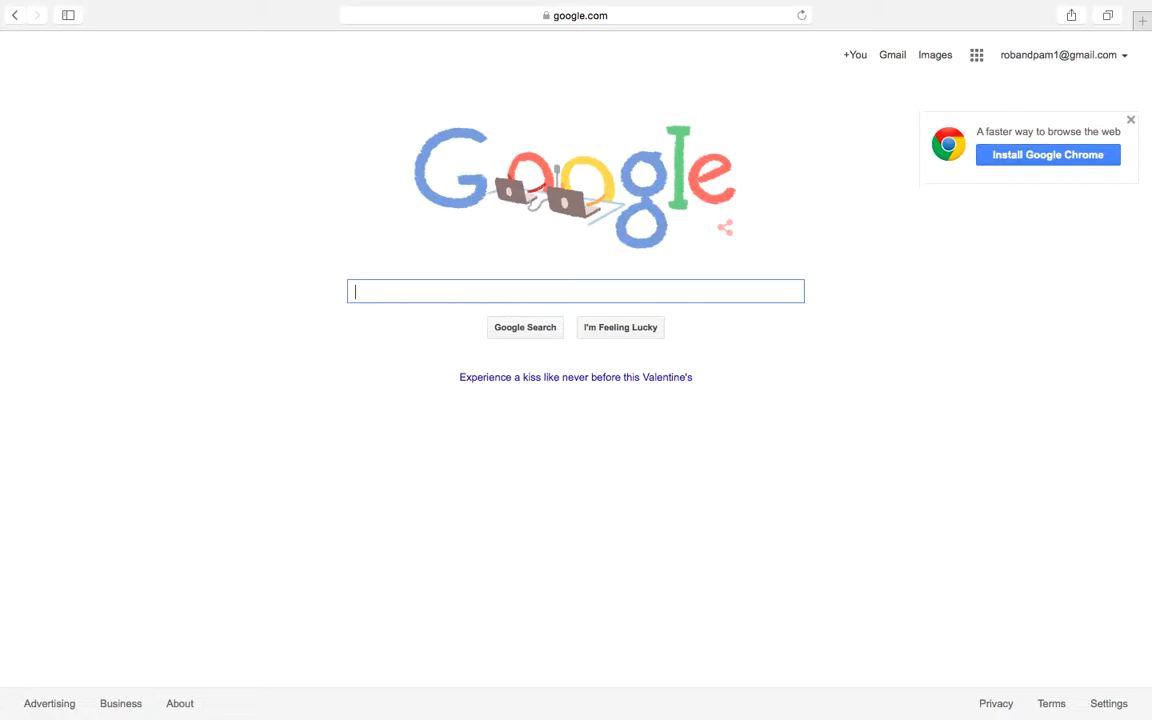 google.com
+You Gmail Images robandpam1@gmail.com
A faster way to browse the web
Install Google Chrome
Google
Google Search I'm Feeling Lucky
Experience a kiss like never before this Valentine's
Advertising Business About Privacy Terms Settings